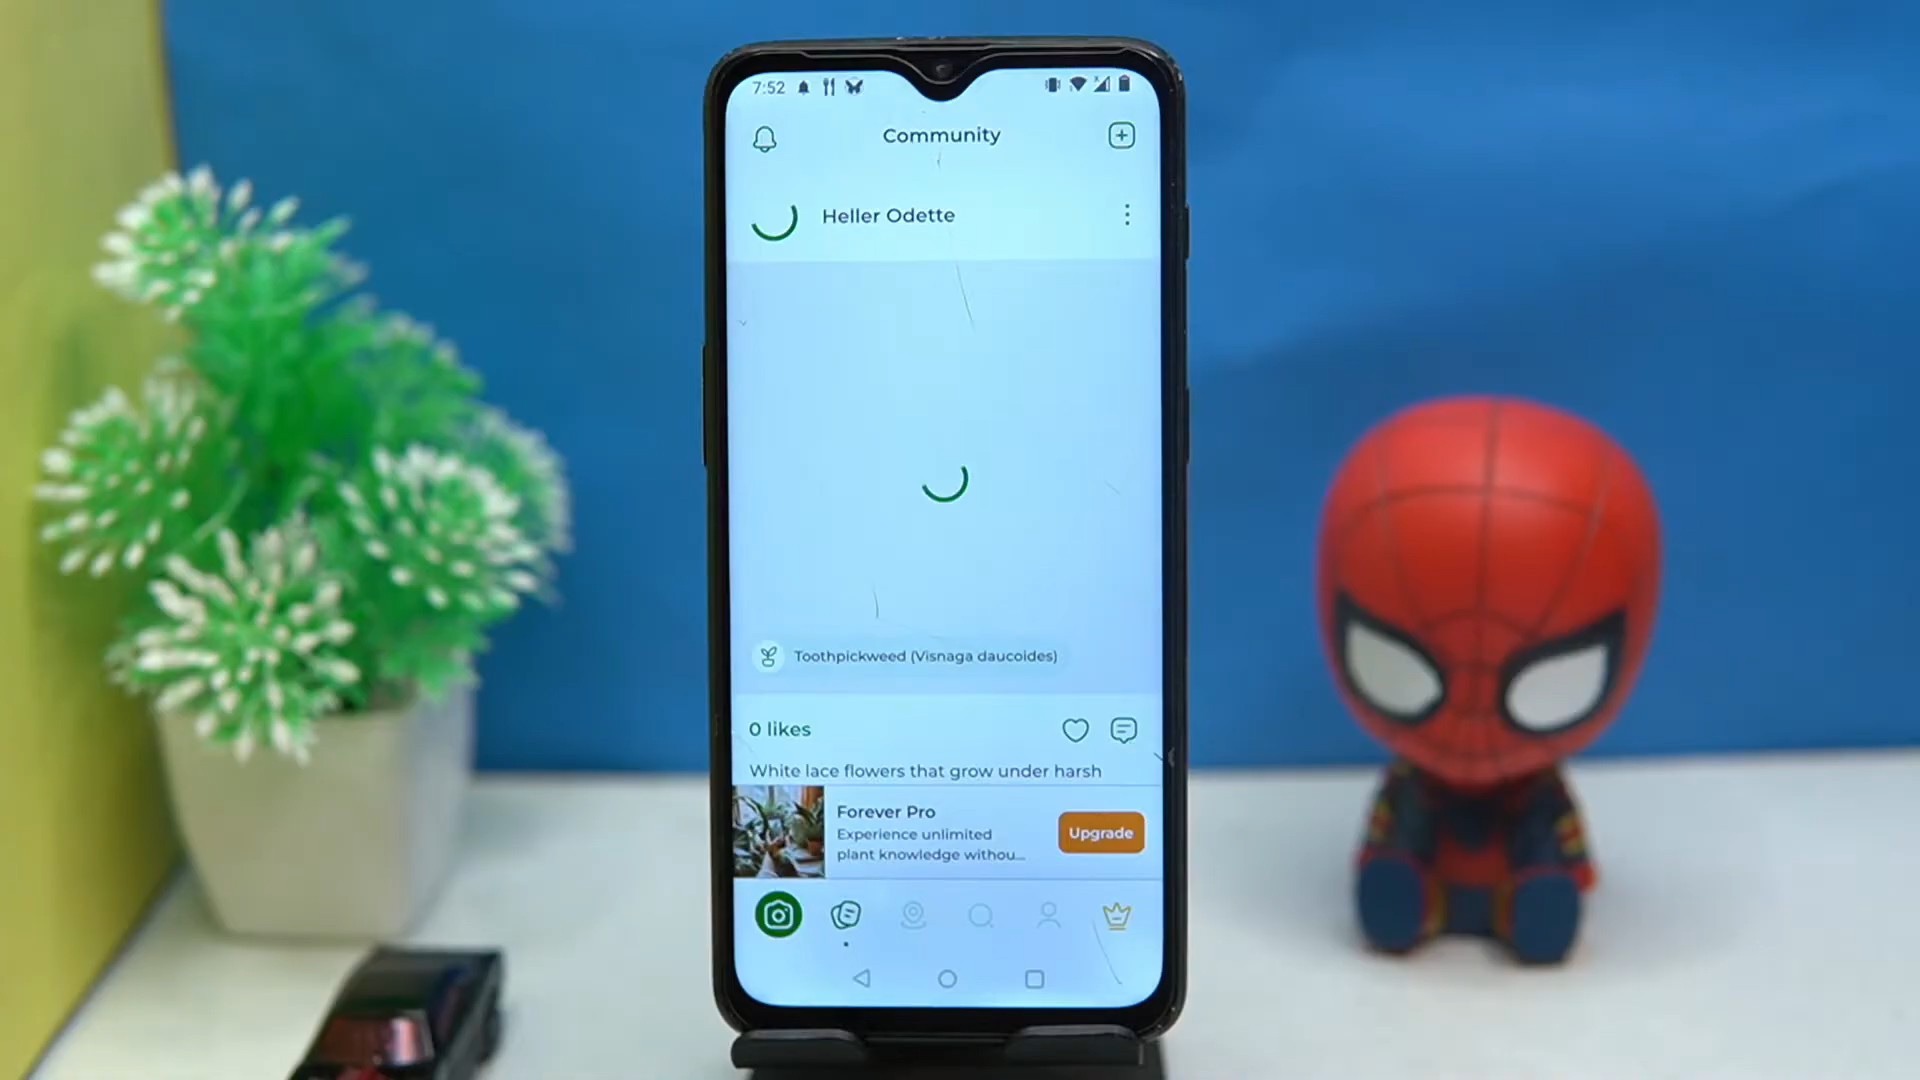 7:52
Community
Heller Odette
Toothpickweed (Visnaga daucoides)
0 likes
White lace flowers that grow under harsh
Forever Pro
Experience unlimited
plant knowledge withou...
Upgrade